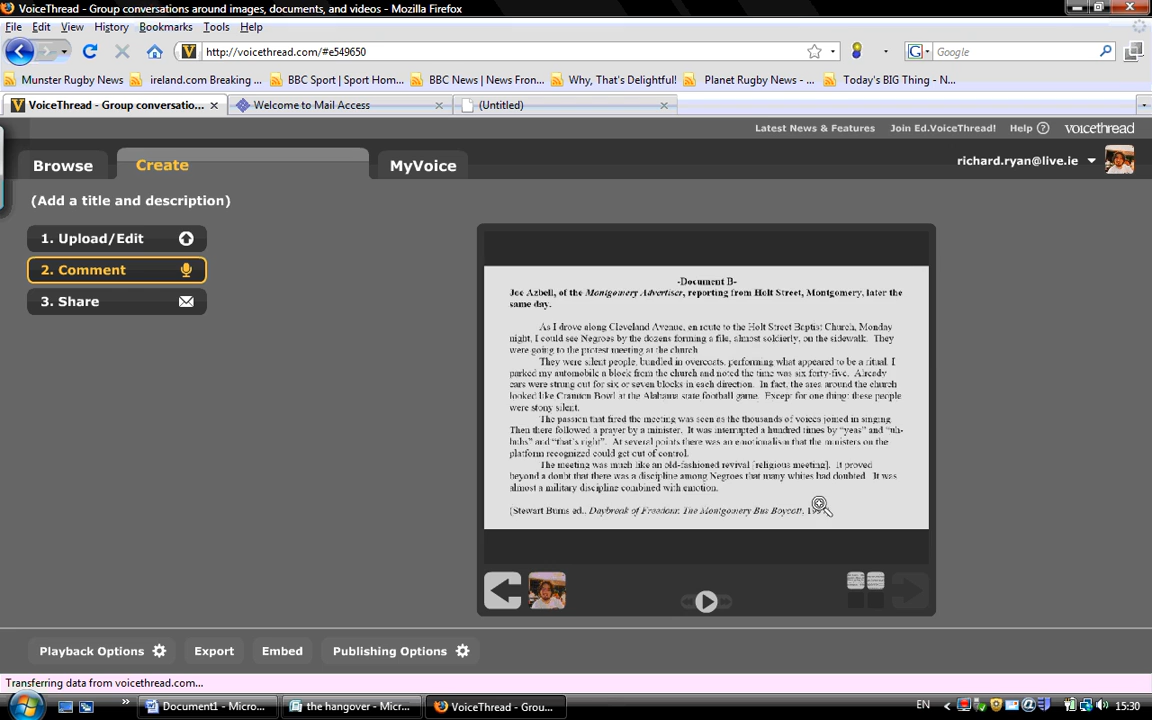 VoiceThread - Group conversations around images, documents, and videos - Mozilla Firefox
File Edit View History Bookmarks Tools Help
http://voicethread.com/#e549650
Google
Munster Rugby News ireland.com Breaking ... BBC Sport | Sport Hom... BBC News | News Fron... Why, That's Delightful! Planet Rugby News - ... Today's BIG Thing - N...
VoiceThread - Group conversatio... Welcome to Mail Access (Untitled)
Latest News & Features Join Ed.VoiceThread! Help ? voicethread
Browse Create MyVoice richard.ryan@live.ie
(Add a title and description)
1. Upload/Edit
2. Comment
3. Share
-Document B-
Joe Azbell, of the Montgomery Advertiser, reporting from Holt Street, Montgomery, later the
same day.
As I drove along Cleveland Avenue, en route to the Holt Street Baptist Church, Monday
night, I could see Negroes by the dozens forming a file, almost soldierly, on the sidewalk. They
were going to the protest meeting at the church.
They were silent people, bundled in overcoats, performing what appeared to be a ritual. I
parked my automobile a block from the church and noted the time was six forty-five. Already
cars were strung out for six or seven blocks in each direction. In fact, the area around the church
looked like Cramton Bowl at the Alabama state football game. Except for one thing: these people
were stony silent.
The passion that fired the meeting was seen as the thousands of voices joined in singing.
Then there followed a prayer by a minister. It was interrupted a hundred times by "yeas" and "uh-
huhs" and "that's right". At several points there was an emotionalism that the ministers on the
platform recognized could get out of control.
The meeting was much like an old-fashioned revival [religious meeting]. It proved
beyond a doubt that there was a discipline among Negroes that many whites had doubted. It was
almost a military discipline combined with emotion.
[Stewart Burns ed., Daybreak of Freedom: The Montgomery Bus Boycott,
Playback Options Export Embed Publishing Options
Transferring data from voicethread.com...
Document1 - Micro... the hangover - Micr... VoiceThread - Grou... EN 15:30